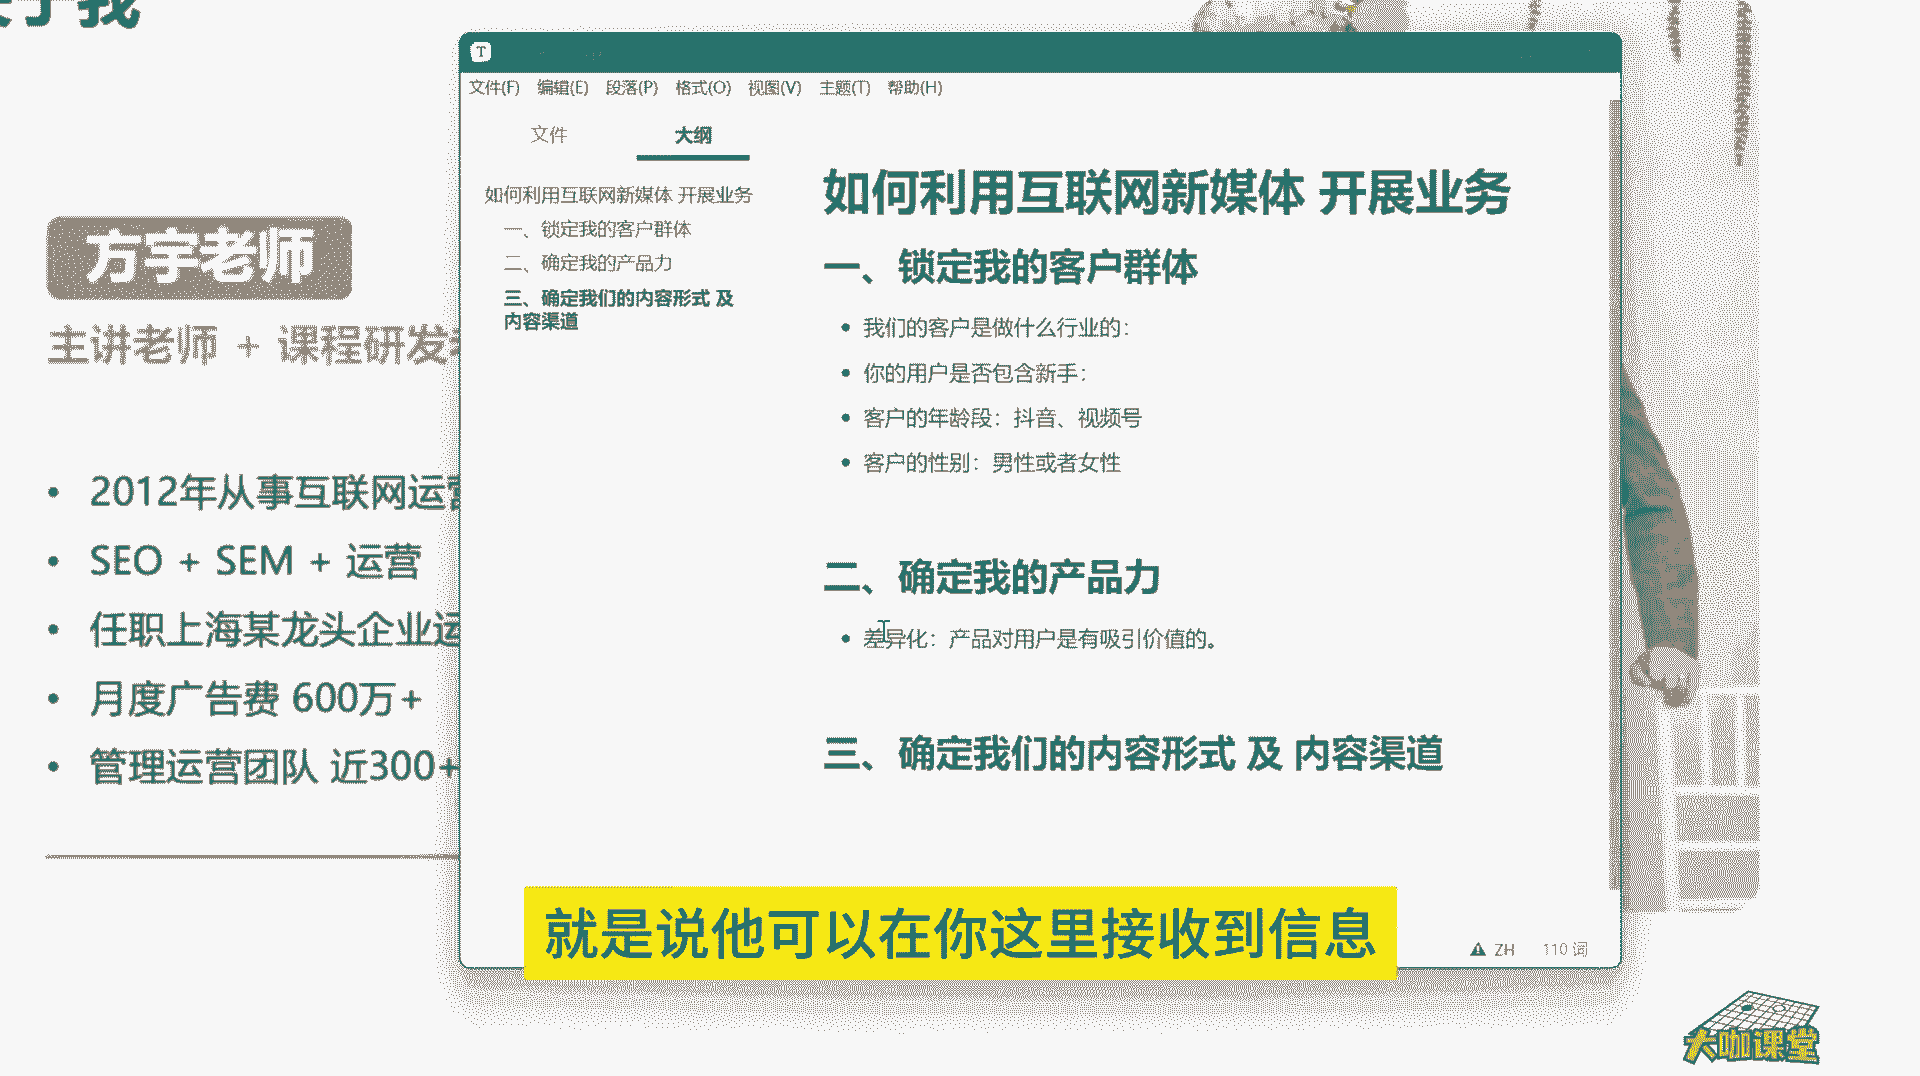 于我
方宇老师
主讲老师 + 课程研发
2012年从事互联网运营
SEO + SEM + 运营
任职上海某龙头企业运
月度广告费 600万+
管理运营团队 近300+
T
文件(F) 编辑(E) 段落(P) 格式(O) 视图(V) 主题(T) 帮助(H)
文件 大纲
如何利用互联网新媒体 开展业务
一、锁定我的客户群体
二、确定我的产品力
三、确定我们的内容形式 及
内容渠道
如何利用互联网新媒体 开展业务
一、锁定我的客户群体
我们的客户是做什么行业的：
你的用户是否包含新手：
客户的年龄段：抖音、视频号
客户的性别：男性或者女性
二、确定我的产品力
差异化：产品对用户是有吸引价值的。
三、确定我们的内容形式 及 内容渠道
就是说他可以在你这里接收到信息
ZH 110 词
大咖课堂